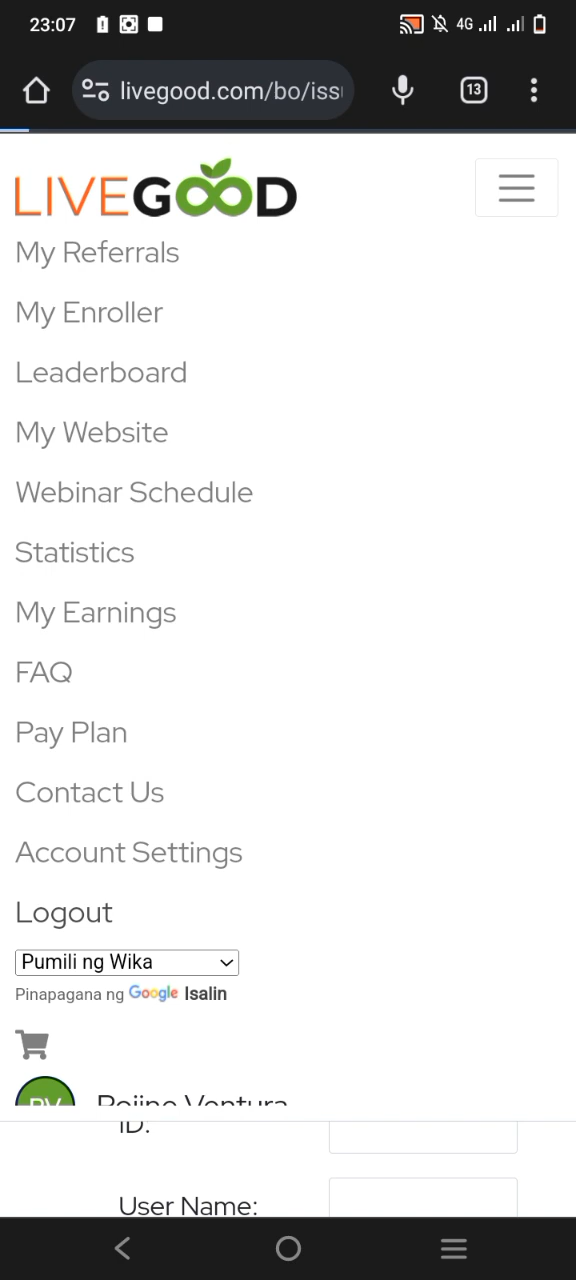 23:07
4G
livegood.com/bo/iss
13
LIVEGOOD
My Referrals
My Enroller
Leaderboard
My Website
Webinar Schedule
Statistics
My Earnings
FAQ
Pay Plan
Contact Us
Account Settings
Logout
Pumili ng Wika
Pinapagana ng Google Isalin
RV
Ventura
ID:
User Name: